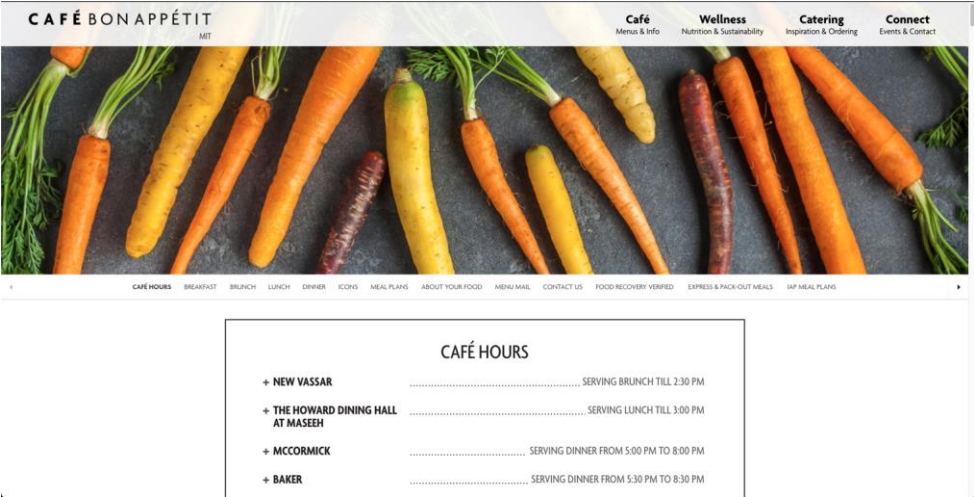 CAFÉ BON APPÉTIT
MIT
Café
Menus & Info
Wellness
Nutrition & Sustainability
Catering
Inspiration & Ordering
Connect
Events & Contact
CAFÉ HOURS BREAKFAST BRUNCH LUNCH DINNER ICONS MEAL PLANS ABOUT YOUR FOOD MENU MAIL CONTACT US FOOD RECOVERY VERIFIED EXPRESS & PACK-OUT MEALS IAP MEAL PLANS
CAFÉ HOURS
+ NEW VASSAR SERVING BRUNCH TILL 2:30 PM
+ THE HOWARD DINING HALL SERVING LUNCH TILL 3:00 PM
AT MASEEH
+ MCCORMICK SERVING DINNER FROM 5:00 PM TO 8:00 PM
+ BAKER SERVING DINNER FROM 5:30 PM TO 8:30 PM